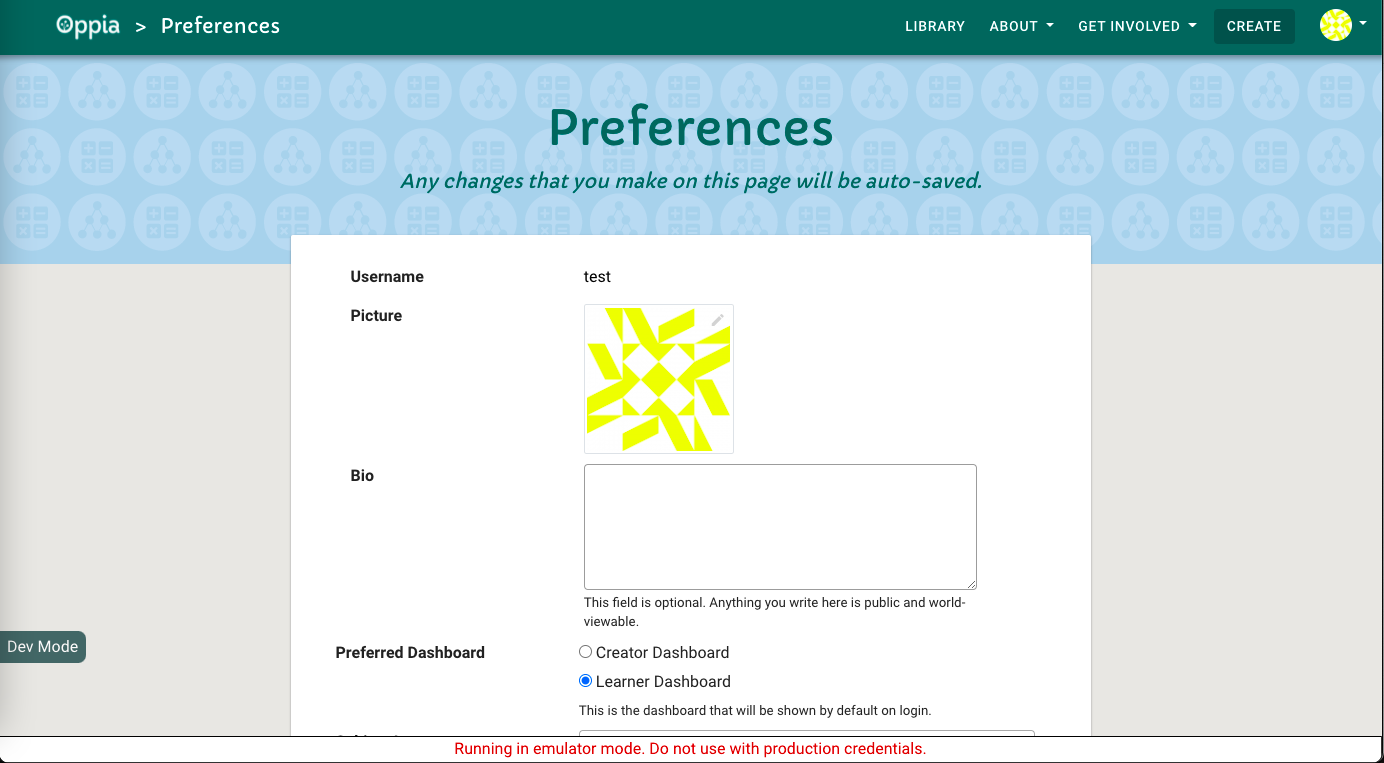 Oppia > Preferences LIBRARY ABOUT GET INVOLVED CREATE
Preferences
Any changes that you make on this page will be auto-saved.
Username test
Picture
Bio
This field is optional. Anything you write here is public and world-
viewable.
Dev Mode
Preferred Dashboard Creator Dashboard
Learner Dashboard
This is the dashboard that will be shown by default on login.
Running in emulator mode. Do not use with production credentials.